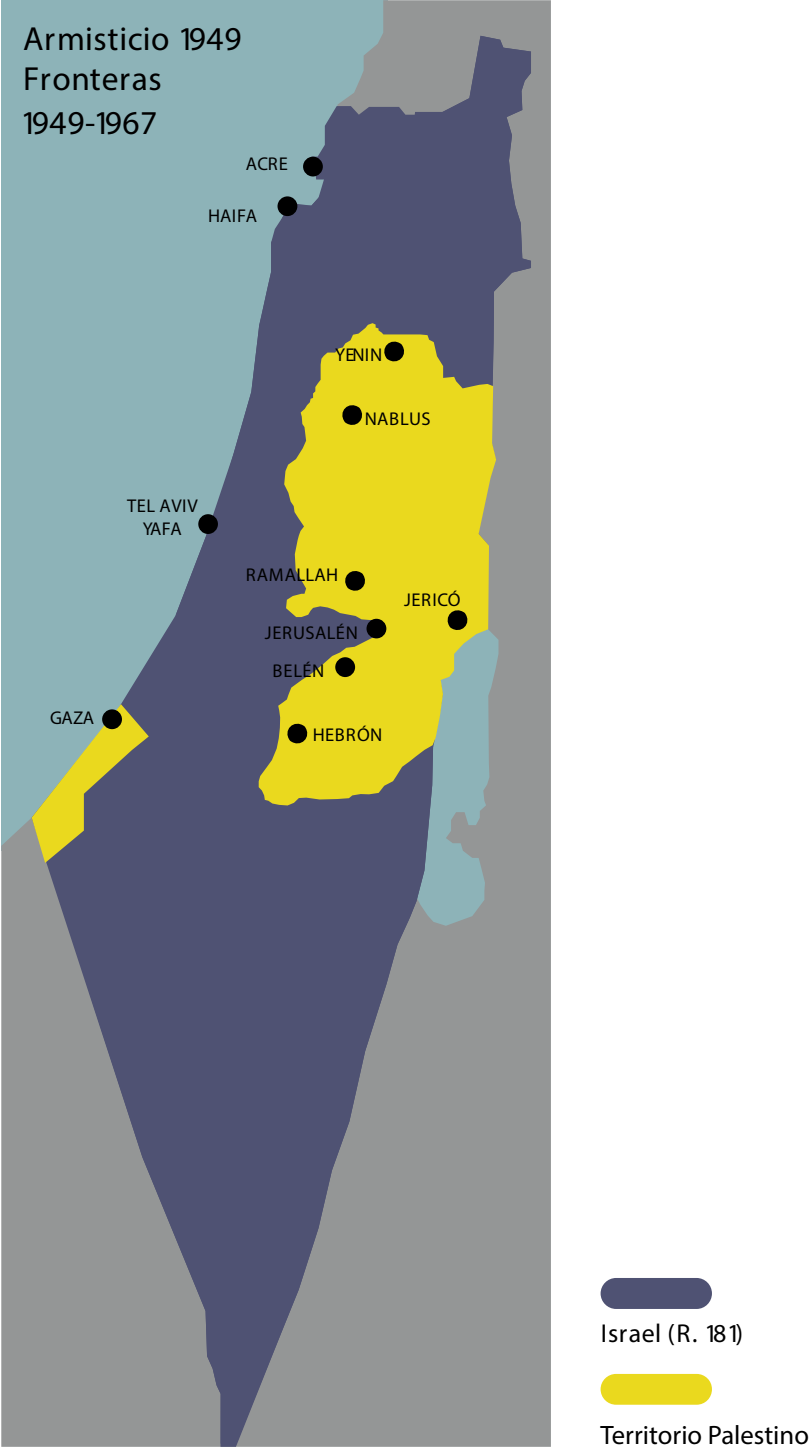 Armisticio 1949
Fronteras
1949-1967
ACRE
HAIFA
YENIN
NABLUS
TEL AVIV
YAFA
RAMALLAH
JERICÓ
JERUSALÉN
BELÉN
GAZA
HEBRÓN
Israel (R. 181)
Territorio Palestino